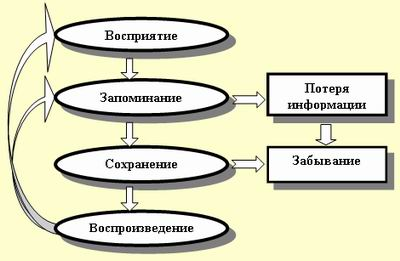 Восприятие
Запоминание
Потеря
информации
Сохранение
Забывание
Воспроизведение